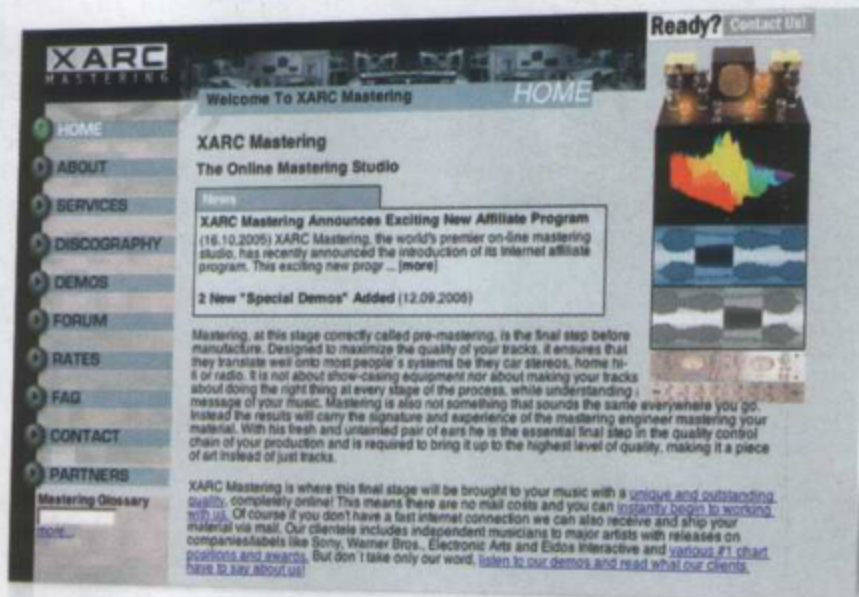 Ready? Contact Us!
XARC
MASTERING
Welcome To XARC Mastering
HOME
HOME
ABOUT
SERVICES
DISCOGRAPHY
DEMOS
FORUM
RATES
FAQ
CONTACT
PARTNERS
Mastering Glossary
more...
XARC Mastering
The Online Mastering Studio
News
XARC Mastering Announces Exciting New Affiliate Program
(16.10.2005) XARC Mastering, the world's premier on-line mastering
studio, has recently announced the introduction of its Internet affiliate
program. This exciting new progr ... [more]
2 New "Special Demos" Added (12.09.2005)
Mastering, at this stage correctly called pre-mastering, is the final step before
manufacture. Designed to maximize the quality of your tracks, it ensures that
they translate well onto most people´s systems be they car stereos, home hi-
fi or radio. It is not about show-casing equipment nor about making your tracks
about doing the right thing at every stage of the process, while understanding
message of your music. Mastering is also not something that sounds the same everywhere you go.
Instead the results will carry the signature and experience of the mastering engineer mastering your
material. With his fresh and untainted pair of ears he is the essential final step in the quality control
chain of your production and is required to bring it up to the highest level of quality, making it a piece
of art instead of just tracks.
XARC Mastering is where this final stage will be brought to your music with a unique and outstanding
quality, completely online! This means there are no mail costs and you can instantly begin to working
with us. Of course if you don't have a fast internet connection we can also receive and ship your
material via mail. Our clientele includes independent musicians to major artists with releases on
companies/labels like Sony, Warner Bros., Electronic Arts and Eidos Interactive and various #1 chart
positions and awards. But don´t take only our word, listen to our demos and read what our clients
have to say about us!